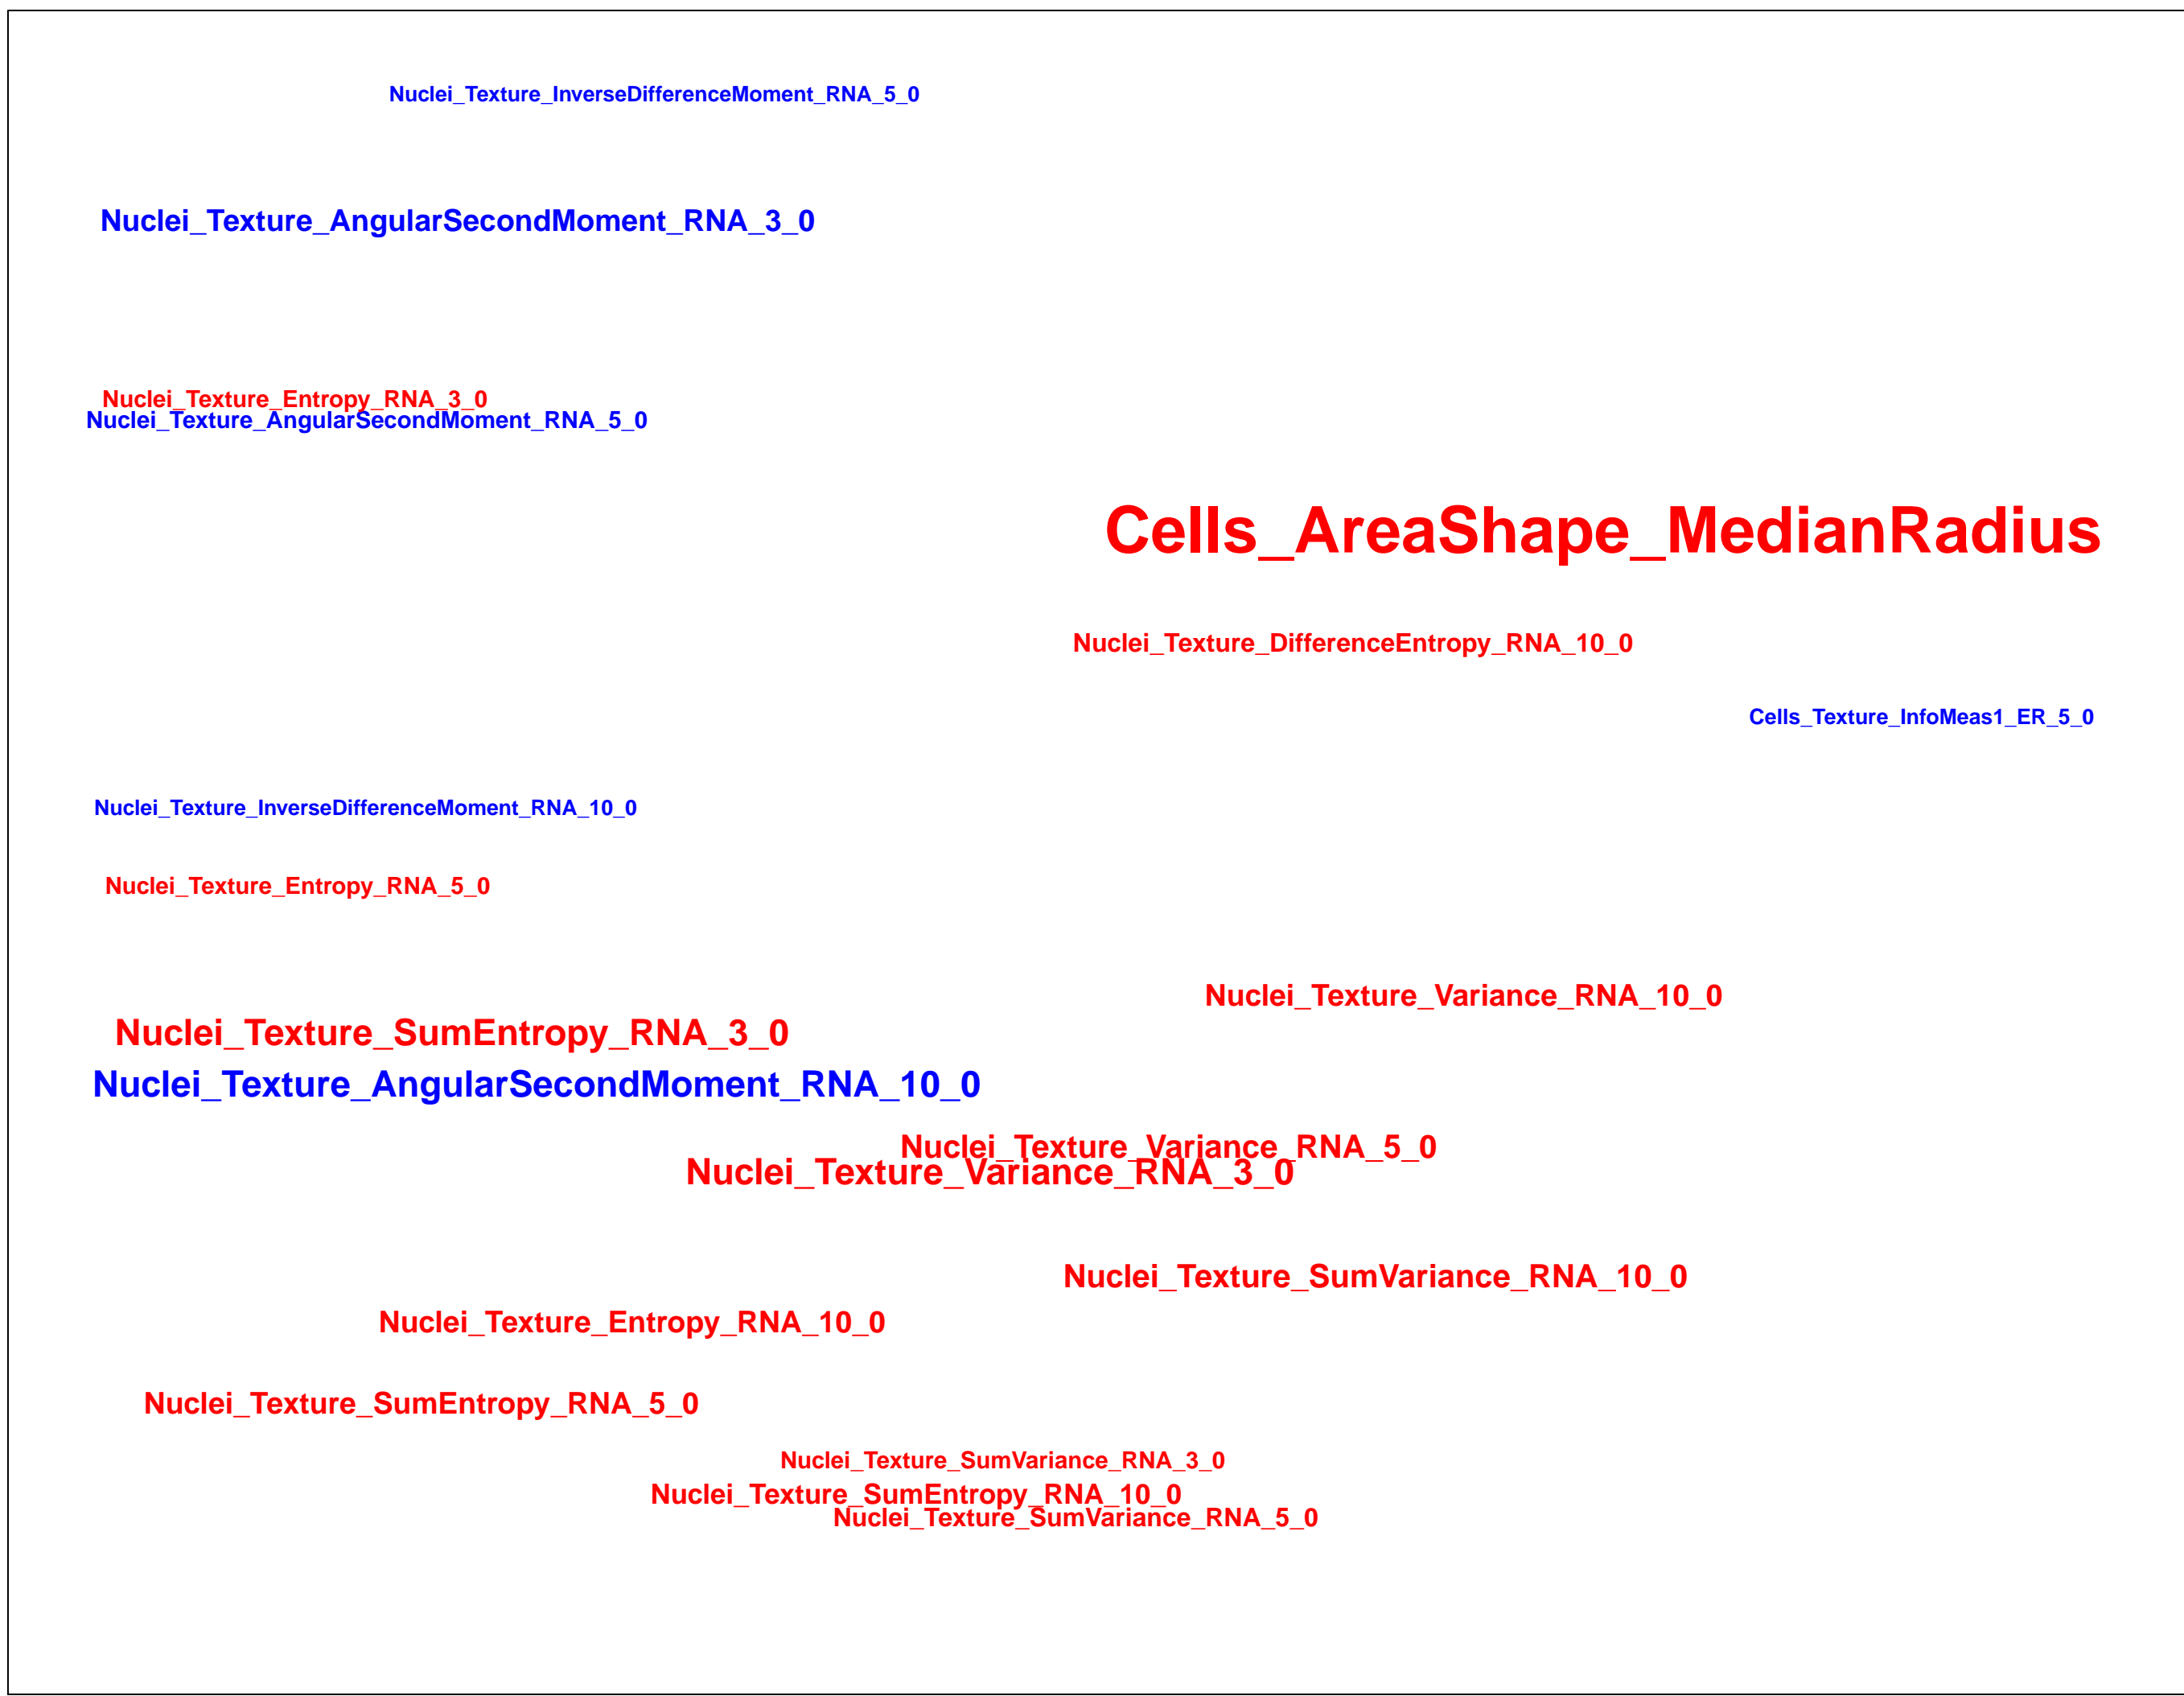 Nuclei_Texture_InverseDifferenceMoment_RNA_5_0
Nuclei_Texture_AngularSecondMoment_RNA_3_0
Nuclei_Texture_Entropy_RNA_3_0
Nuclei_Texture_AngularSecondMoment_RNA_5_0
Cells_AreaShape_MedianRadius
Nuclei_Texture_DifferenceEntropy_RNA_10_0
Cells_Texture_InfoMeas1_ER_5_0
Nuclei_Texture_InverseDifferenceMoment_RNA_10_0
Nuclei_Texture_Entropy_RNA_5_0
Nuclei_Texture_Variance_RNA_10_0
Nuclei_Texture_SumEntropy_RNA_3_0
Nuclei_Texture_AngularSecondMoment_RNA_10_0
Nuclei_Texture_Variance_RNA_5_0
Nuclei_Texture_Variance_RNA_3_0
Nuclei_Texture_SumVariance_RNA_10_0
Nuclei_Texture_Entropy_RNA_10_0
Nuclei_Texture_SumEntropy_RNA_5_0
Nuclei_Texture_SumVariance_RNA_3_0
Nuclei_Texture_SumEntropy_RNA_10_0
Nuclei_Texture_SumVariance_RNA_5_0